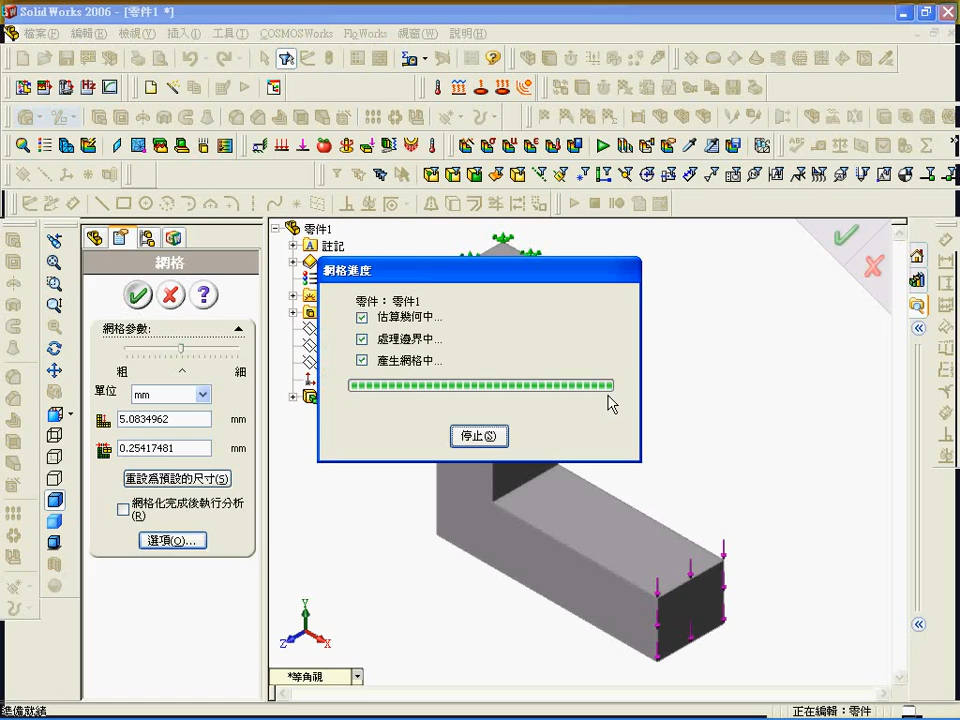 SolidWorks 2006 - [零件1 *]
檔案(F) 編輯(E) 檢視(V) 插入(I) 工具(T) COSMOSWorks FloWorks 視窗(W) 說明(H)
網格
網格參數:
粗 細
單位 mm
5.0834962 mm
0.25417481 mm
重設為預設的尺寸(S)
網格化完成後執行分析(R)
選項(O)...
零件1
註記
網格進度
零件： 零件1
估算幾何中...
處理邊界中...
產生網格中...
停止(S)
Y
Z X
*等角視
準備就緒 正在編輯：零件